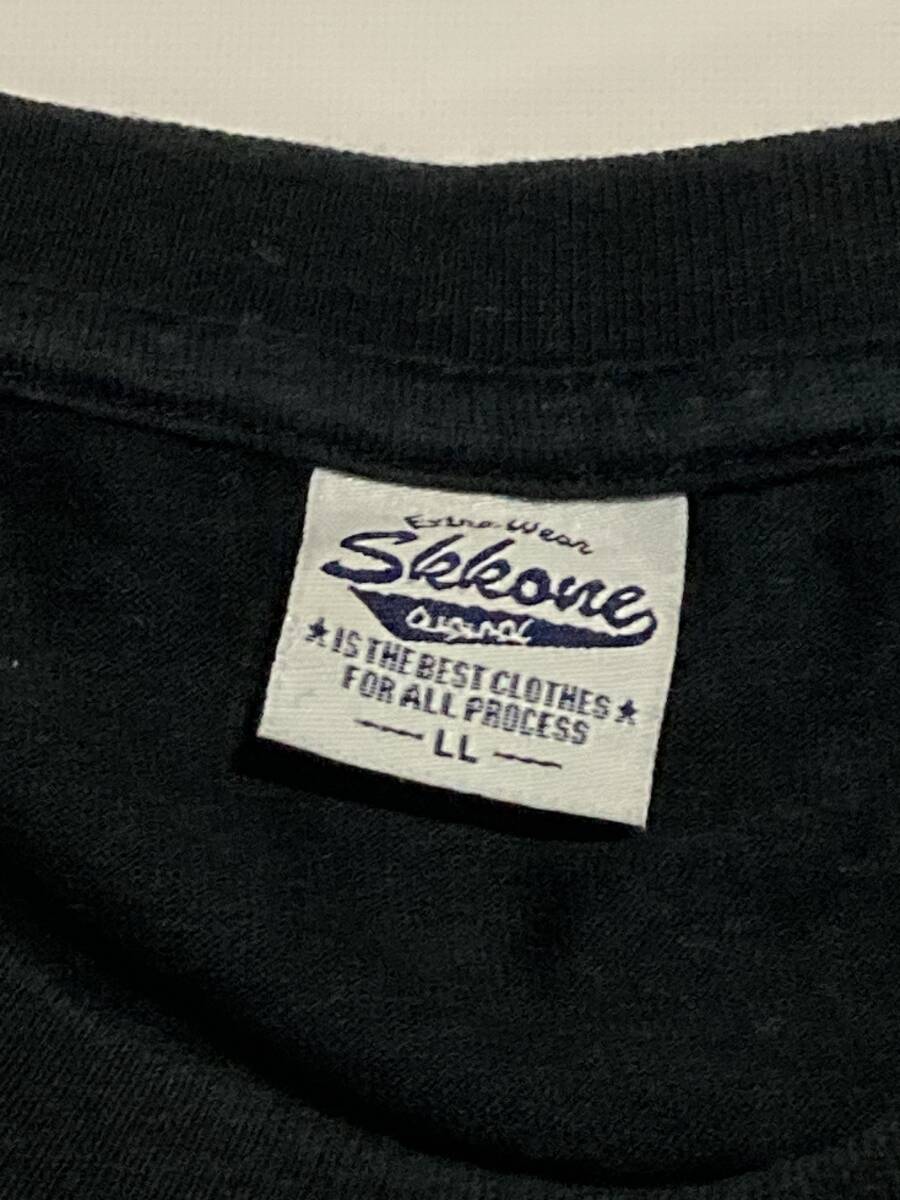 Extra Wear
Skkone
Original
★IS THE BEST CLOTHES★
FOR ALL PROCESS
— LL —